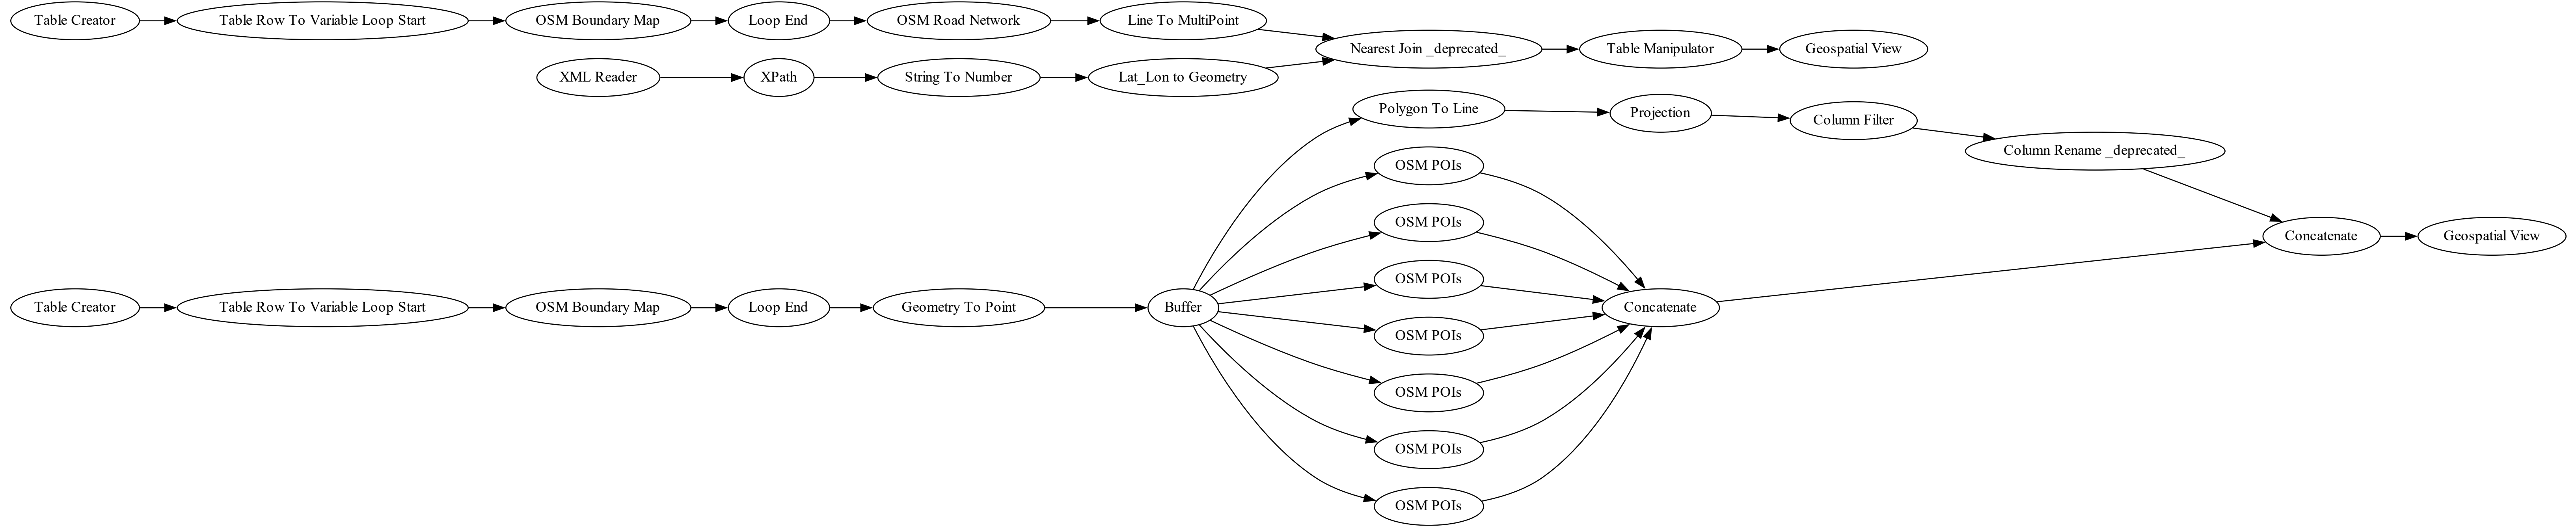 Table Creator
Table Row To Variable Loop Start
OSM Boundary Map
Loop End
OSM Road Network
Line To MultiPoint
Nearest Join _deprecated_
Table Manipulator
Geospatial View
XML Reader
XPath
String To Number
Lat_Lon to Geometry
Polygon To Line
Projection
Column Filter
Column Rename _deprecated_
OSM POIs
OSM POIs
OSM POIs
OSM POIs
OSM POIs
OSM POIs
OSM POIs
Concatenate
Geospatial View
Table Creator
Table Row To Variable Loop Start
OSM Boundary Map
Loop End
Geometry To Point
Buffer
Concatenate